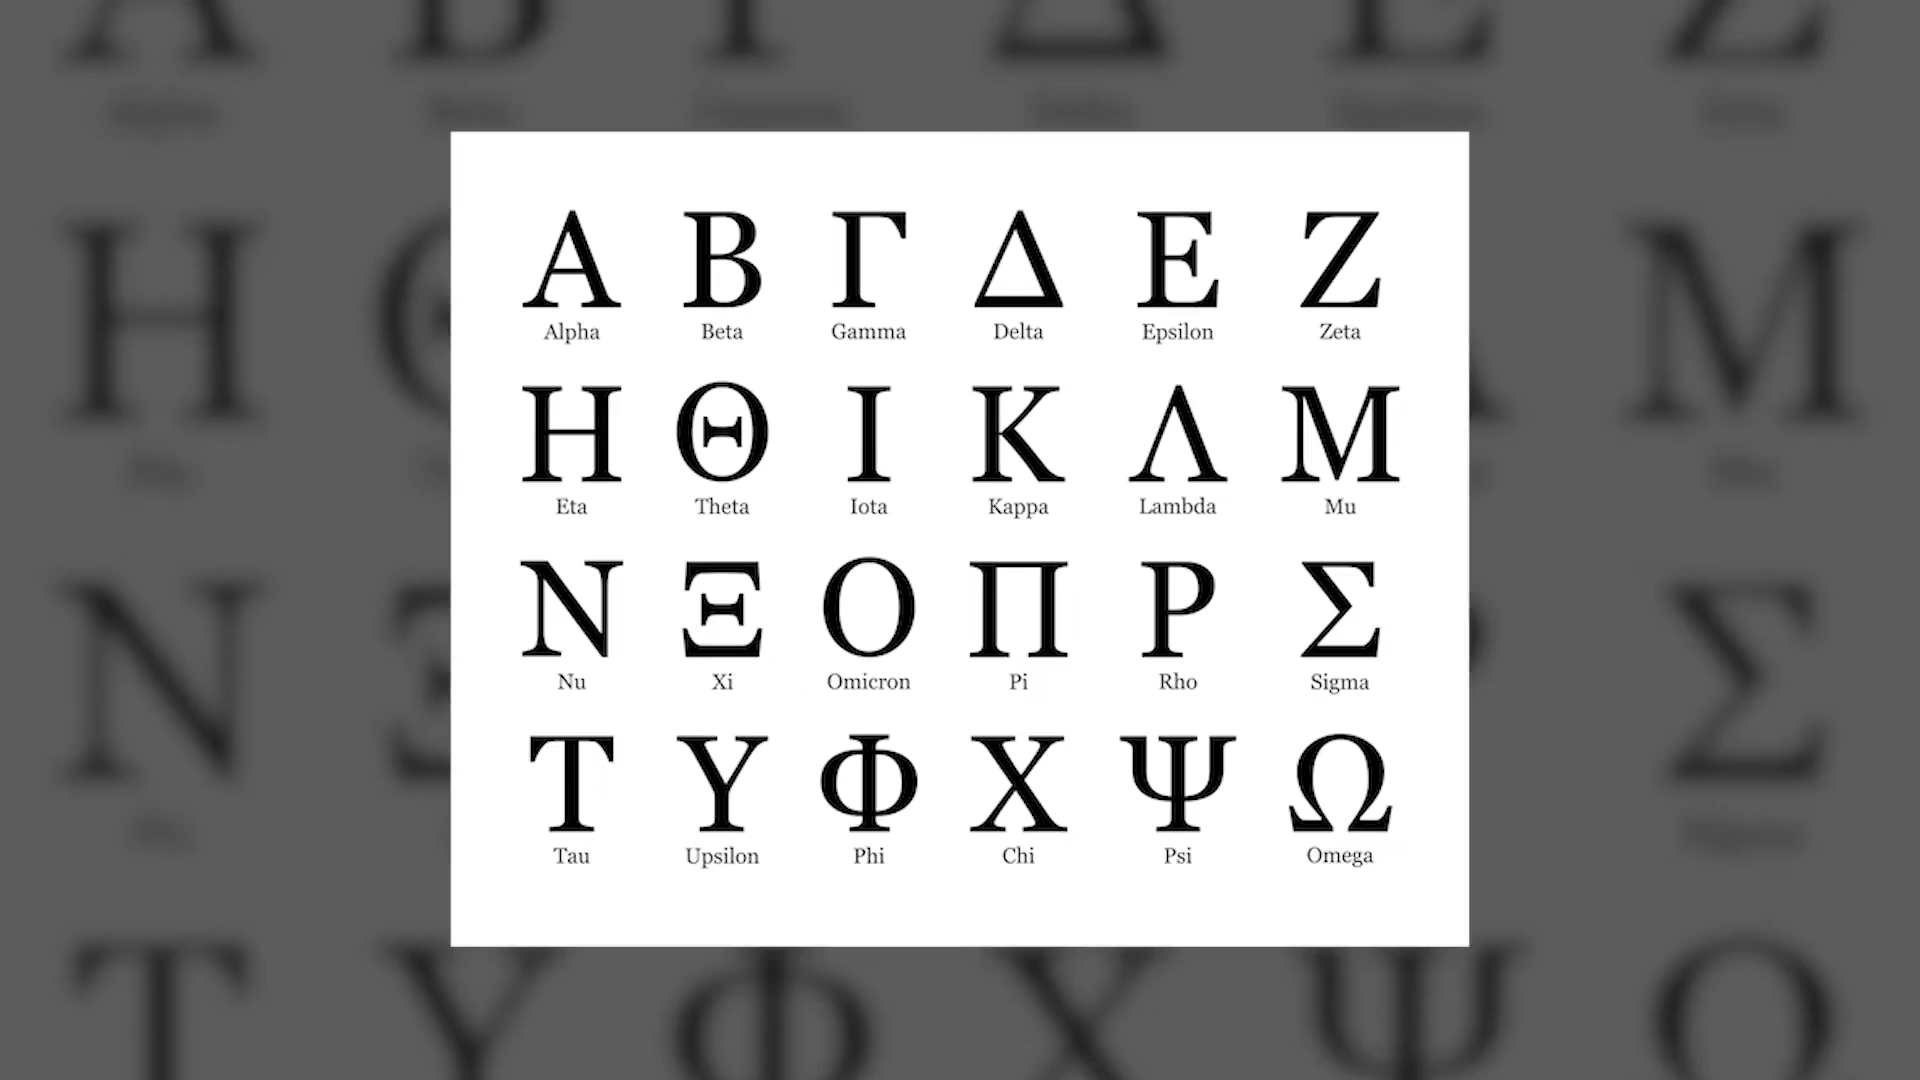 Α Β Γ Δ Ε Ζ
Alpha Beta Gamma Delta Epsilon Zeta
Η Θ Ι Κ Λ Μ
Eta Theta Iota Kappa Lambda Mu
Ν Ξ Ο Π Ρ Σ
Nu Xi Omicron Pi Rho Sigma
Τ Υ Φ Χ Ψ Ω
Tau Upsilon Phi Chi Psi Omega